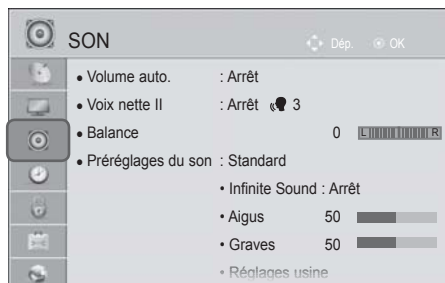 SON Dép. OK
• Volume auto. : Arrêt
• Voix nette II : Arrêt 3
• Balance 0 L R
• Préréglages du son : Standard
• Infinite Sound : Arrêt
• Aigus 50
• Graves 50
• Réglages usine